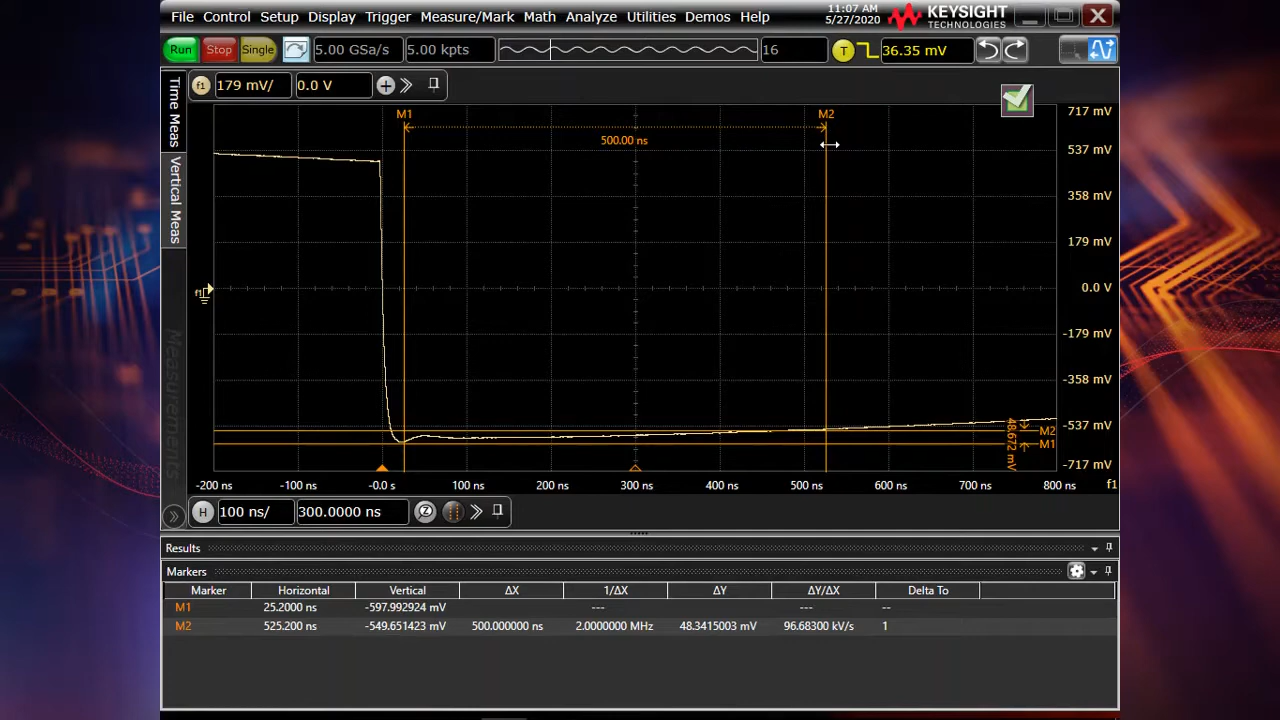 File Control Setup Display Trigger Measure/Mark Math Analyze Utilities Demos Help
11:07 AM
5/27/2020
KEYSIGHT
TECHNOLOGIES
Run Stop Single 5.00 GSa/s 5.00 kpts 16 T 36.35 mV
Time Meas
Vertical Meas
Measurements
f1 179 mV/ 0.0 V
M1 M2
500.00 ns
717 mV
537 mV
358 mV
179 mV
0.0 V
-179 mV
-358 mV
-537 mV
-717 mV
f1
48.672 mV
M2
M1
-200 ns -100 ns -0.0 s 100 ns 200 ns 300 ns 400 ns 500 ns 600 ns 700 ns 800 ns f1
H 100 ns/ 300.0000 ns Z
Results
Markers
Marker Horizontal Vertical ΔX 1/ΔX ΔY ΔY/ΔX Delta To
M1 25.2000 ns -597.992924 mV --- --- --
M2 525.200 ns -549.651423 mV 500.000000 ns 2.0000000 MHz 48.3415003 mV 96.68300 kV/s 1